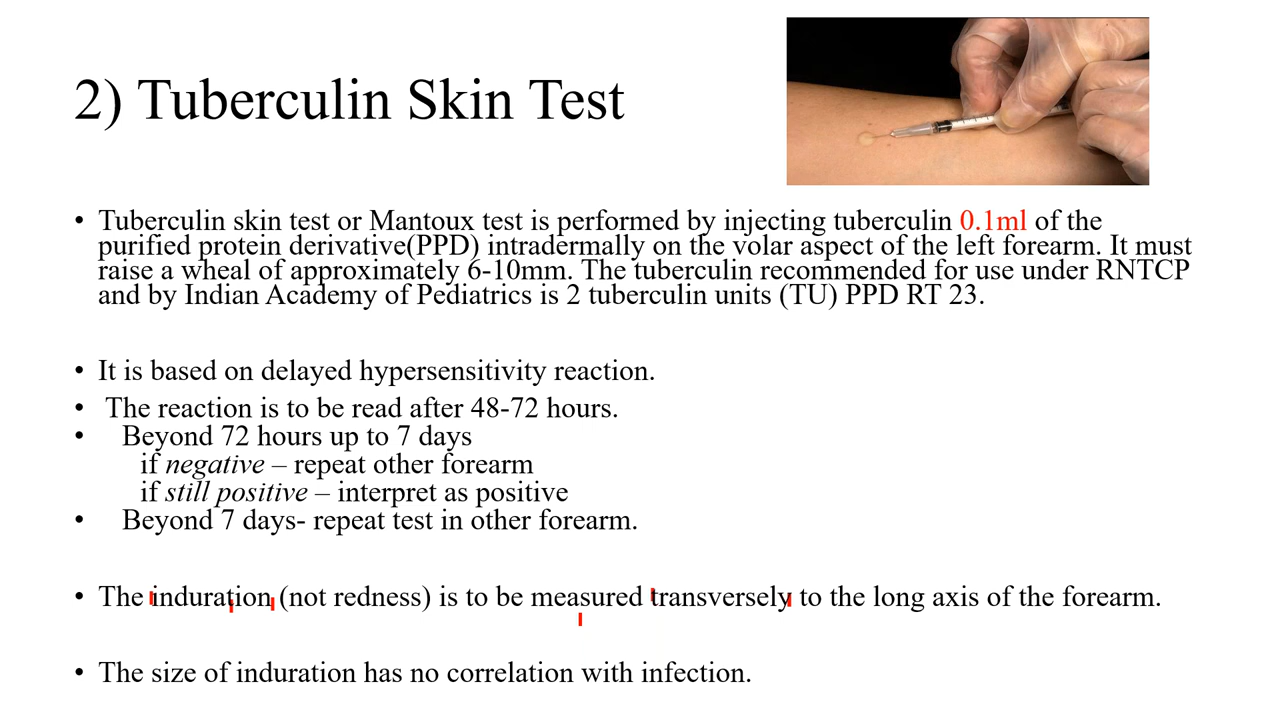 2) Tuberculin Skin Test
• Tuberculin skin test or Mantoux test is performed by injecting tuberculin 0.1ml of the
purified protein derivative(PPD) intradermally on the volar aspect of the left forearm. It must
raise a wheal of approximately 6-10mm. The tuberculin recommended for use under RNTCP
and by Indian Academy of Pediatrics is 2 tuberculin units (TU) PPD RT 23.
• It is based on delayed hypersensitivity reaction.
• The reaction is to be read after 48-72 hours.
• Beyond 72 hours up to 7 days
if negative – repeat other forearm
if still positive – interpret as positive
• Beyond 7 days- repeat test in other forearm.
• The induration (not redness) is to be measured transversely to the long axis of the forearm.
• The size of induration has no correlation with infection.